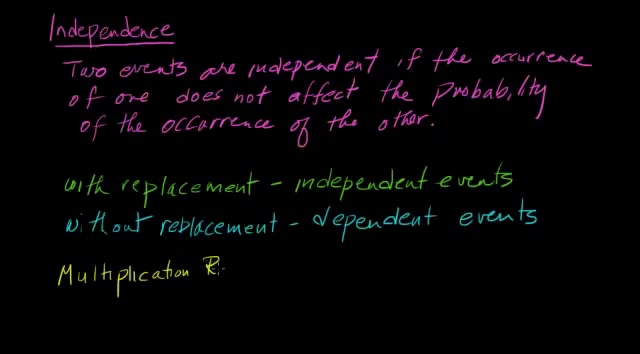 Independence
Two events are independent if the occurrence
of one does not affect the probability
of the occurrence of the other.
with replacement - independent events
without replacement - dependent events
Multiplication R